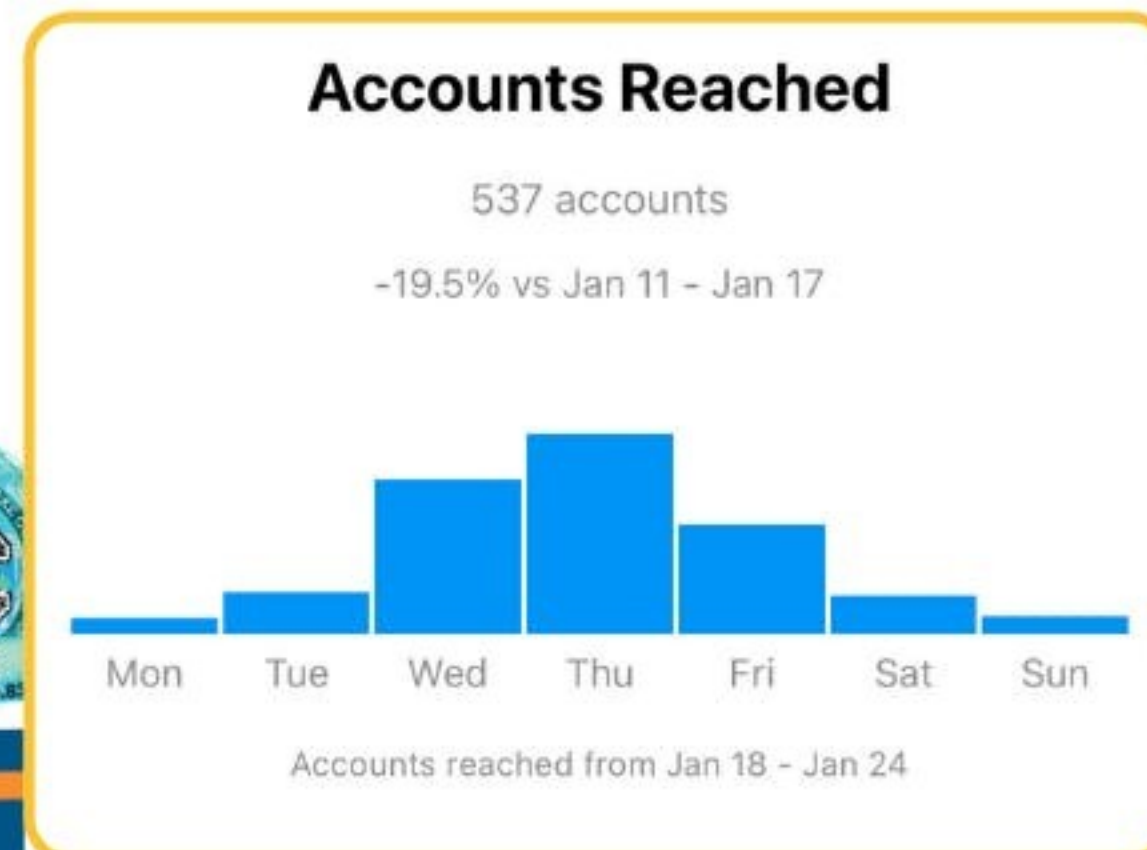 Accounts Reached
537 accounts
-19.5% vs Jan 11 - Jan 17
Mon Tue Wed Thu Fri Sat Sun
Accounts reached from Jan 18 - Jan 24